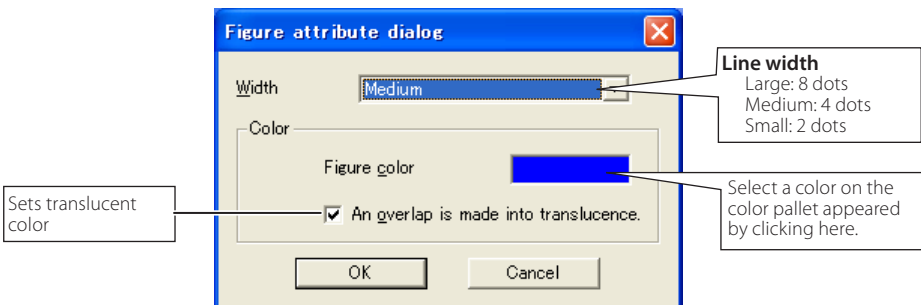 Figure attribute dialog
Width
Medium
Line width
Large: 8 dots
Medium: 4 dots
Small: 2 dots
Color
Figure color
Select a color on the
color pallet appeared
by clicking here.
Sets translucent
color
An overlap is made into translucence.
OK
Cancel